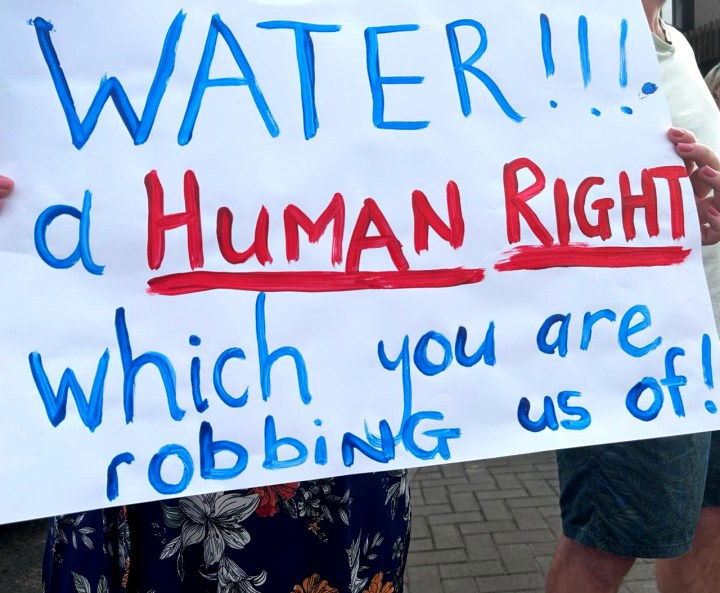 WATER!!!
a HUMAN RIGHT
which you are
robbiNG us of!